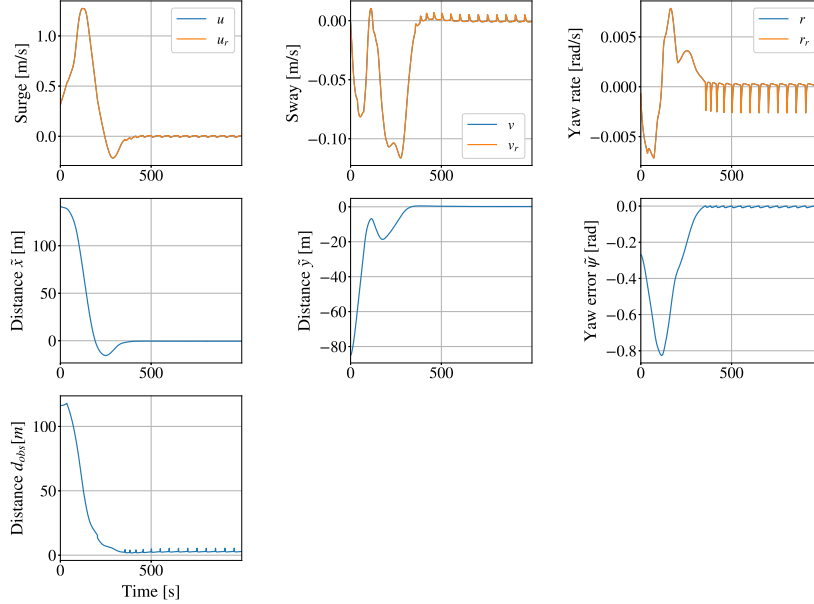 Surge [m/s]
1.0
0.5
0.0
500
u
u_r
Sway [m/s]
0.00
−0.05
−0.10
500
v
v_r
Yaw rate [rad/s]
0.005
0.000
−0.005
500
r
r_r
Distance x̃ [m]
100
50
0
0
500
Distance ỹ [m]
0
−20
−40
−60
−80
0
500
Yaw error ψ̃ [rad]
0.0
−0.2
−0.4
−0.6
−0.8
0
500
Distance d_obs[m]
100
50
0
0
500
Time [s]